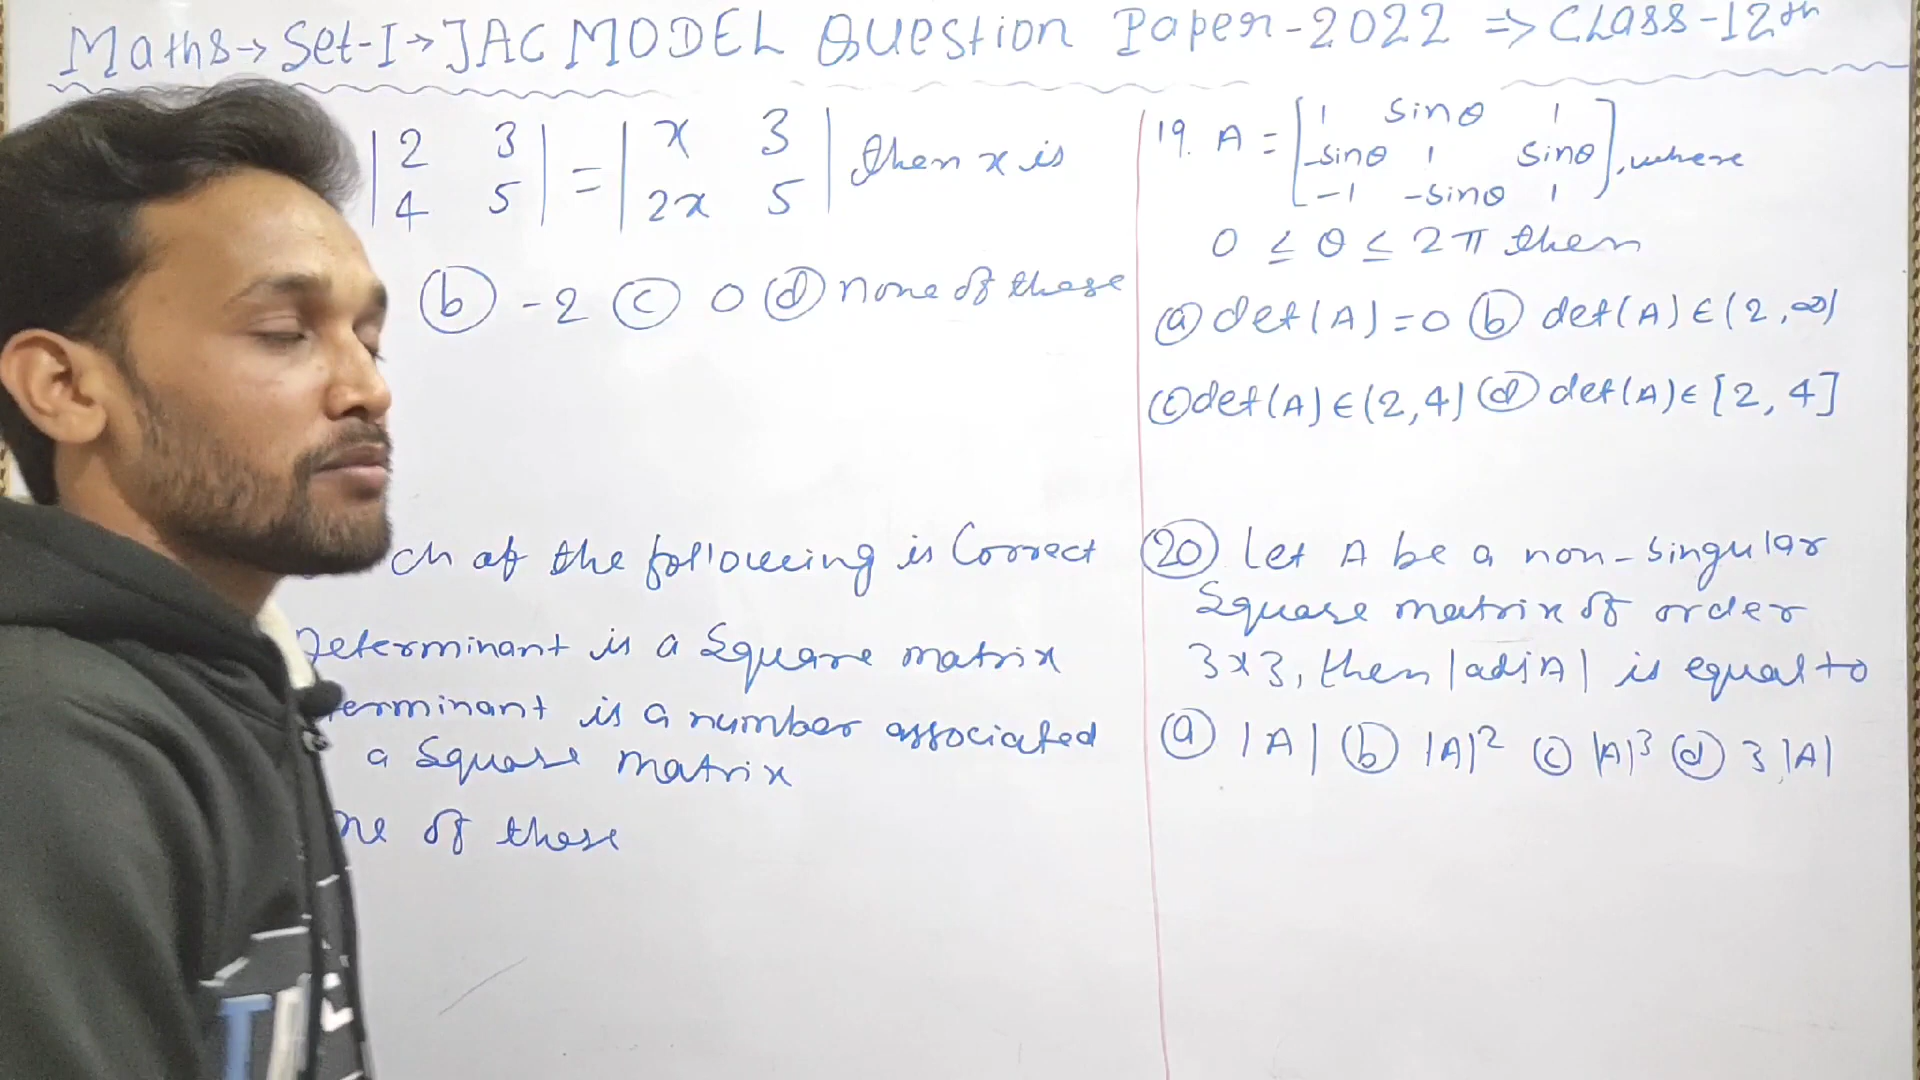 Maths → Set-I → JAC MODEL QUEStion Paper-2022 ⇒ CLass-12th
|2 3| = |x 3| then x is
|4 5| |2x 5|
(b) -2 (c) 0 (d) none of these
ch of the following is Correct
Determinant is a Square matrix
erminant is a number associated
a Square matrix
ne of these
19. A = [1 sinθ 1
-sinθ 1 sinθ
-1 -sinθ 1], where
0 ≤ θ ≤ 2π then
(a) det(A) = 0 (b) det(A) ∈ (2, ∞)
(c) det(A) ∈ (2, 4) (d) det(A) ∈ [2, 4]
(20) Let A be a non-singular
Square matrix of order
3x3, then |adjA| is equal to
(a) |A| (b) |A|² (c) |A|³ (d) 3|A|